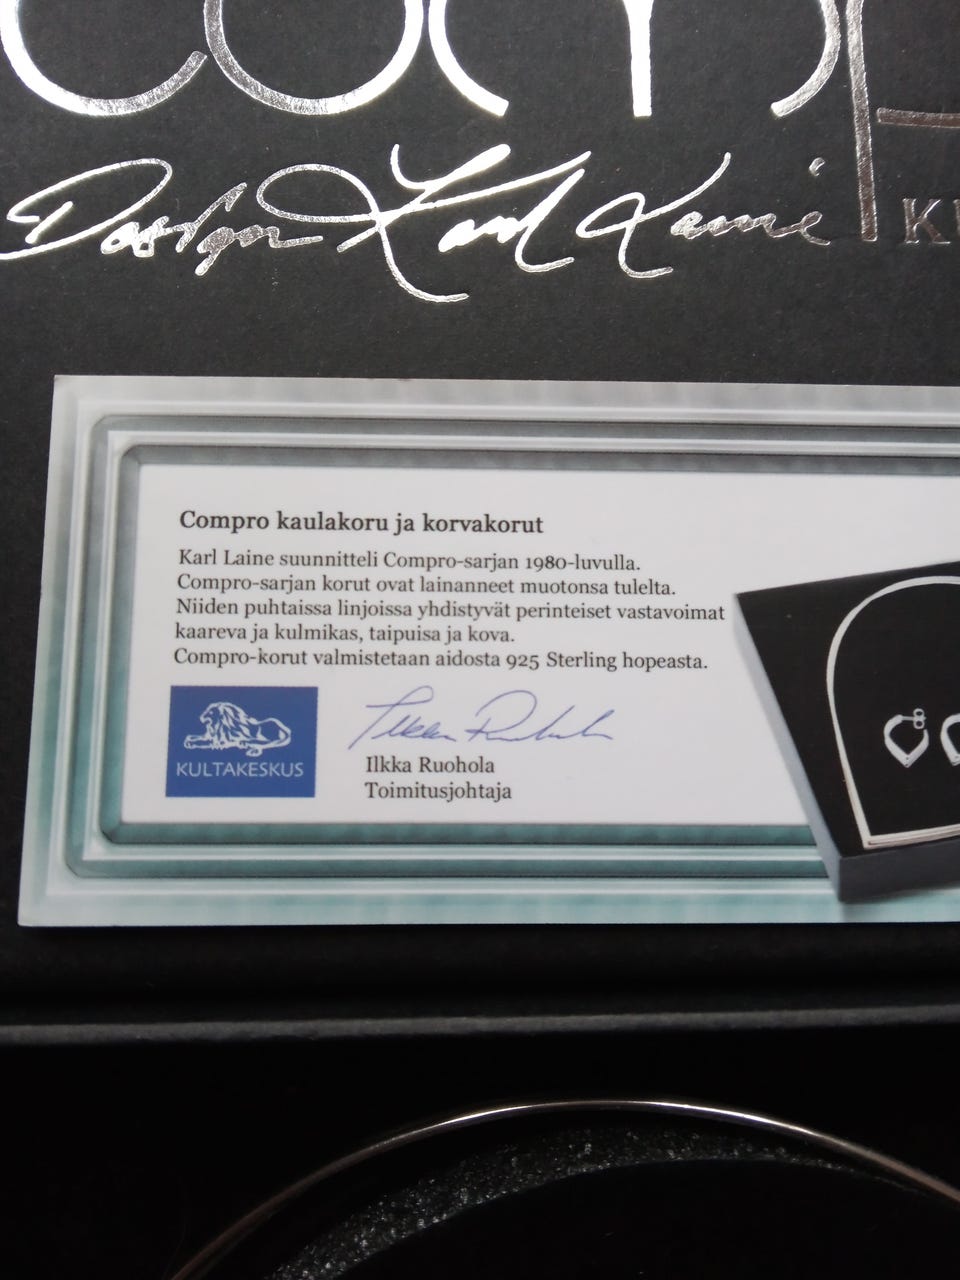 Design Karl Laine
Compro kaulakoru ja korvakorut
Karl Laine suunnitteli Compro-sarjan 1980-luvulla.
Compro-sarjan korut ovat lainanneet muotonsa tulelta.
Niiden puhtaissa linjoissa yhdistyvät perinteiset vastavoimat
kaareva ja kulmikas, taipuisa ja kova.
Compro-korut valmistetaan aidosta 925 Sterling hopeasta.
KULTAKESKUS
Ilkka Ruohola
Ilkka Ruohola
Toimitusjohtaja